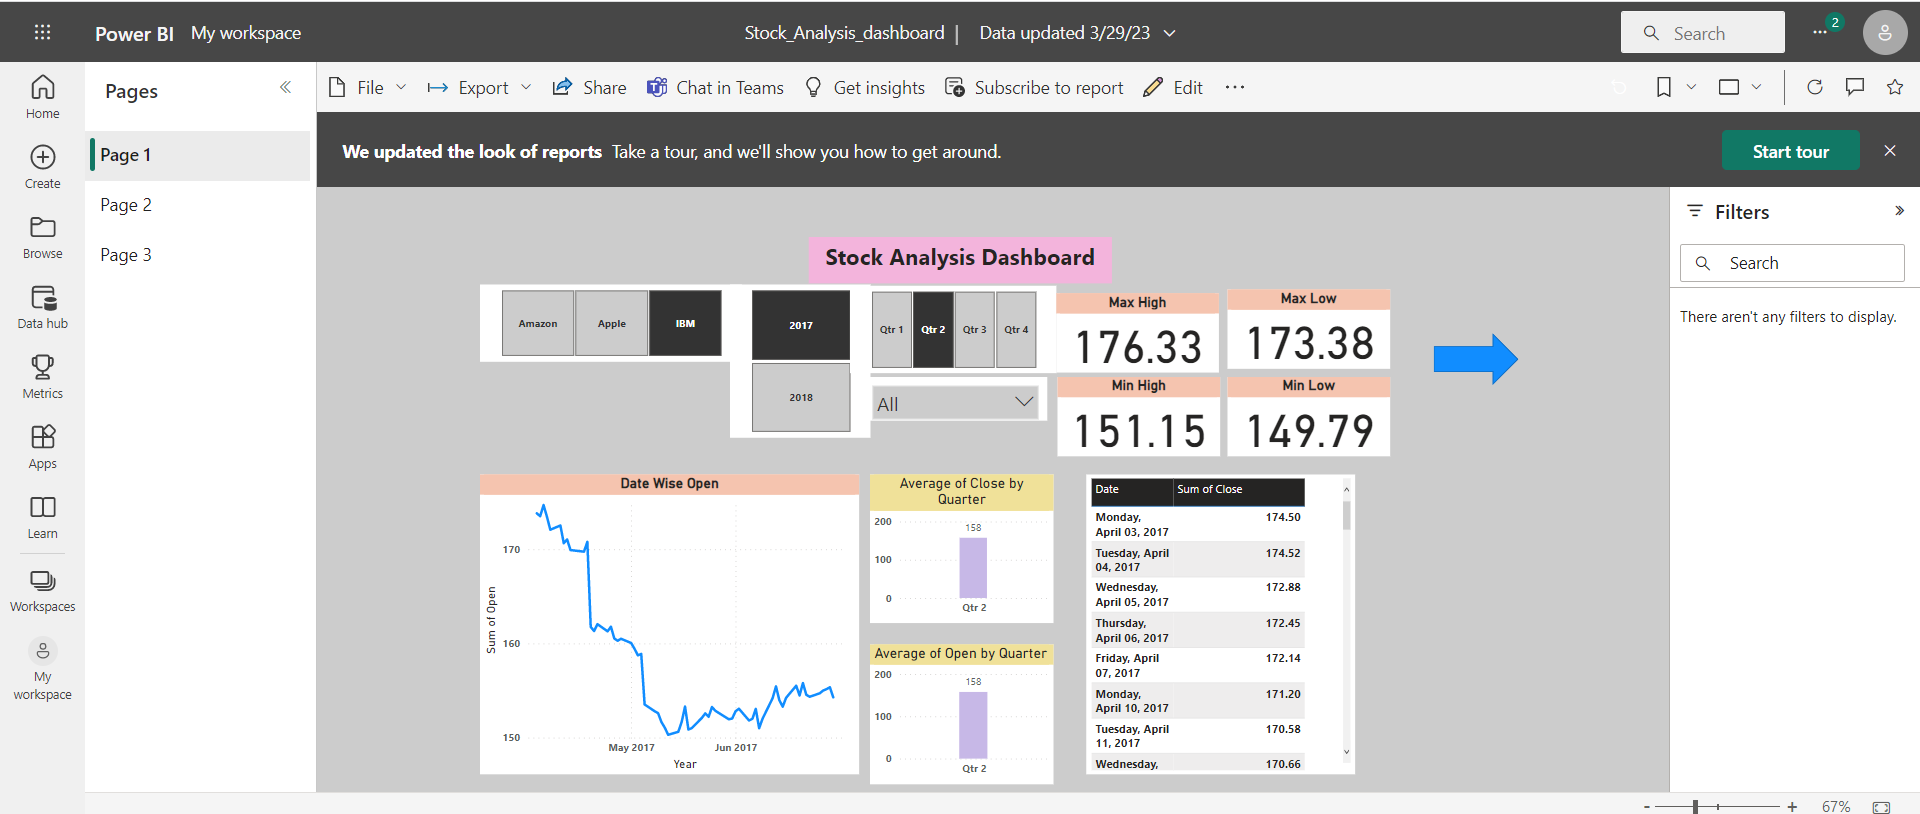 Power BI My workspace
Stock_Analysis_dashboard | Data updated 3/29/23
Search
2
Home
Create
Browse
Data hub
Metrics
Apps
Learn
Workspaces
My
workspace
Pages
Page 1
Page 2
Page 3
File Export Share Chat in Teams Get insights Subscribe to report Edit
We updated the look of reports Take a tour, and we'll show you how to get around.
Start tour
Stock Analysis Dashboard
Amazon Apple IBM
2017
2018
Qtr 1 Qtr 2 Qtr 3 Qtr 4
All
Max High
176.33
Max Low
173.38
Min High
151.15
Min Low
149.79
Date Wise Open
Sum of Open
170
160
150
May 2017 Jun 2017
Year
Average of Close by
Quarter
200
158
100
0
Qtr 2
Average of Open by Quarter
200
158
100
0
Qtr 2
Date Sum of Close
Monday, 174.50
April 03, 2017
Tuesday, April 174.52
04, 2017
Wednesday, 172.88
April 05, 2017
Thursday, 172.45
April 06, 2017
Friday, April 172.14
07, 2017
Monday, 171.20
April 10, 2017
Tuesday, April 170.58
11, 2017
Wednesday, 170.66
Filters
Search
There aren't any filters to display.
- + 67%